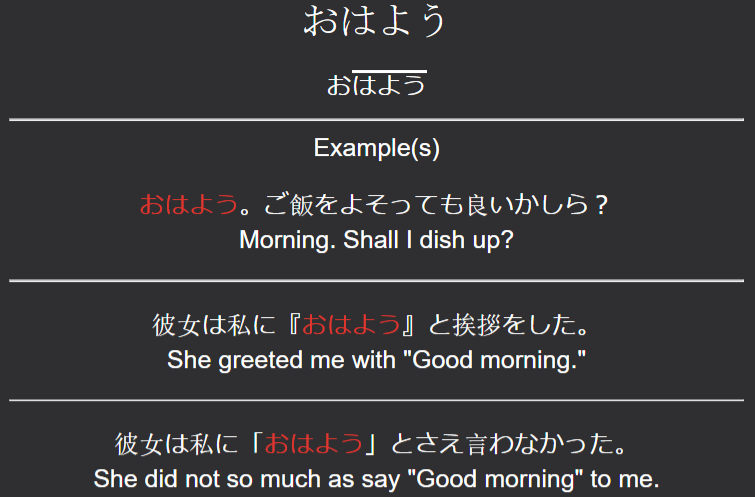 おはよう
おはよう
Example(s)
おはよう。ご飯をよそっても良いかしら？
Morning. Shall I dish up?
彼女は私に『おはよう』と挨拶をした。
She greeted me with "Good morning."
彼女は私に「おはよう」とさえ言わなかった。
She did not so much as say "Good morning" to me.